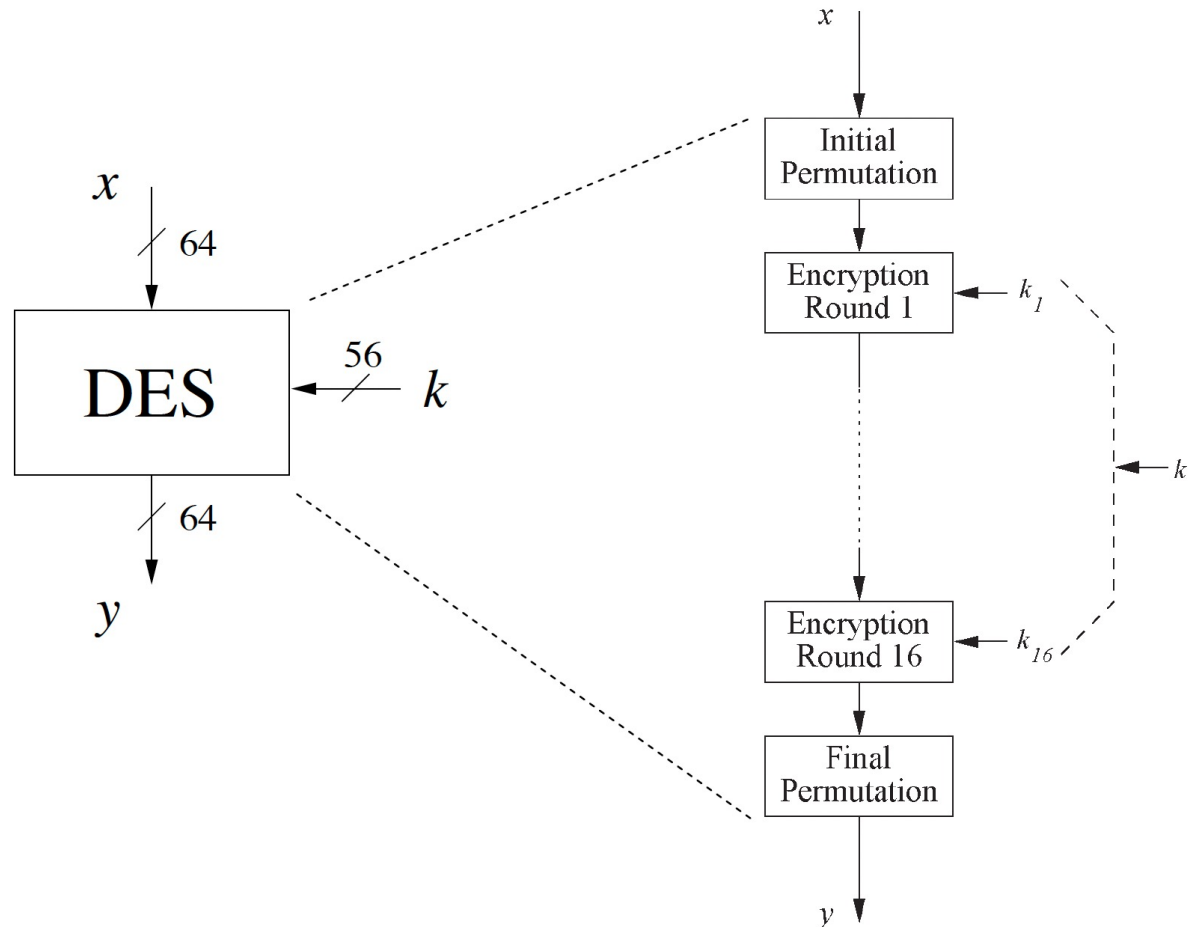 x
64
DES
56
k
64
y
x
Initial
Permutation
Encryption
Round 1
k₁
k
Encryption
Round 16
k₁₆
Final
Permutation
y